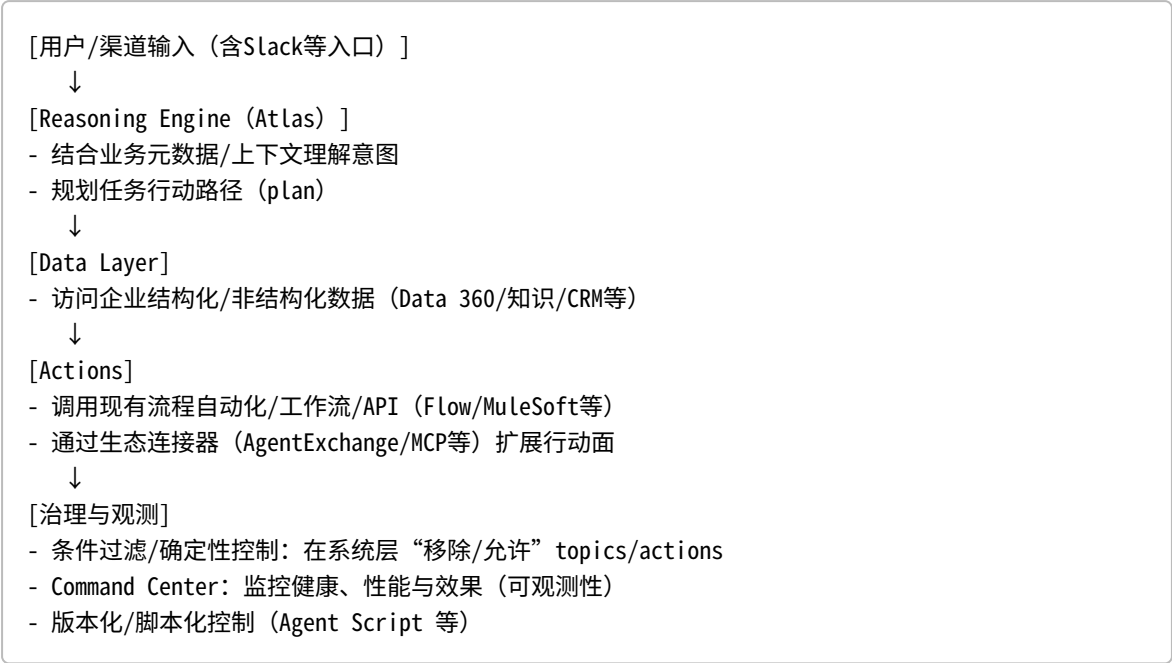 [用户/渠道输入（含Slack等入口）]
↓
[Reasoning Engine（Atlas）]
- 结合业务元数据/上下文理解意图
- 规划任务行动路径（plan）
↓
[Data Layer]
- 访问企业结构化/非结构化数据（Data 360/知识/CRM等）
↓
[Actions]
- 调用现有流程自动化/工作流/API（Flow/MuleSoft等）
- 通过生态连接器（AgentExchange/MCP等）扩展行动面
↓
[治理与观测]
- 条件过滤/确定性控制：在系统层“移除/允许”topics/actions
- Command Center：监控健康、性能与效果（可观测性）
- 版本化/脚本化控制（Agent Script 等）